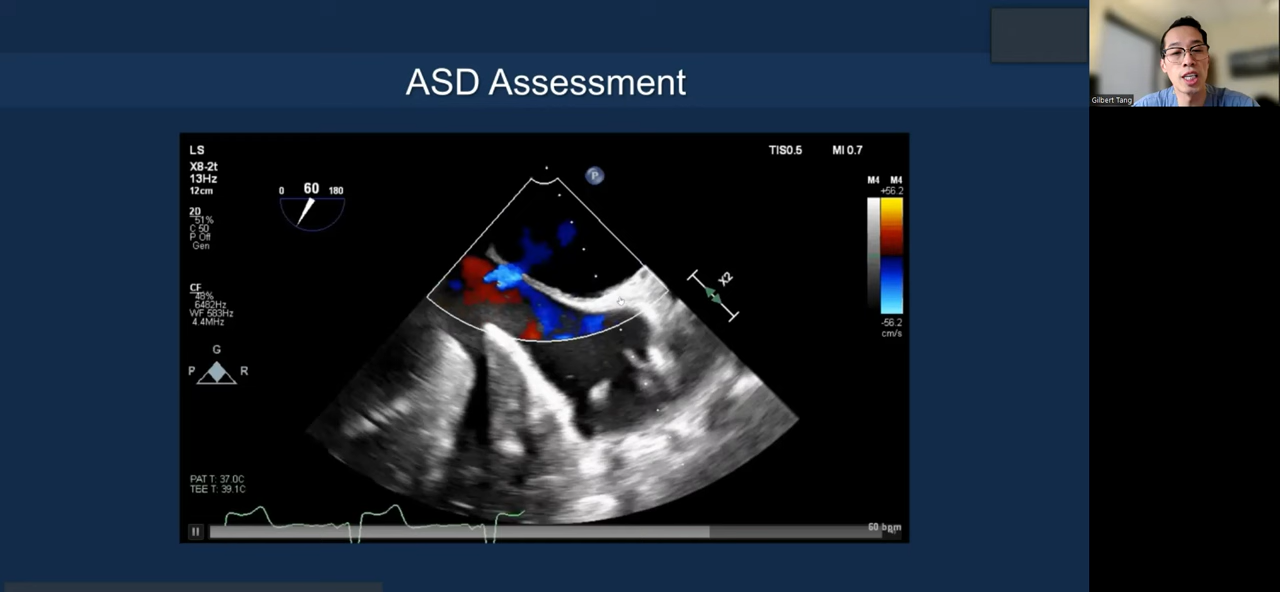 ASD Assessment
Gilbert Tang
LS
X8-2t
13Hz
12cm
2D
51%
C 50
P Off
Gen
CF
48%
6482Hz
WF 583Hz
4.4MHz
0 60 180
P
TIS0.5 MI 0.7
M4 M4
+56.2
-56.2
cm/s
X2
G
P R
PAT T: 37.0C
TEE T: 39.1C
60 bpm